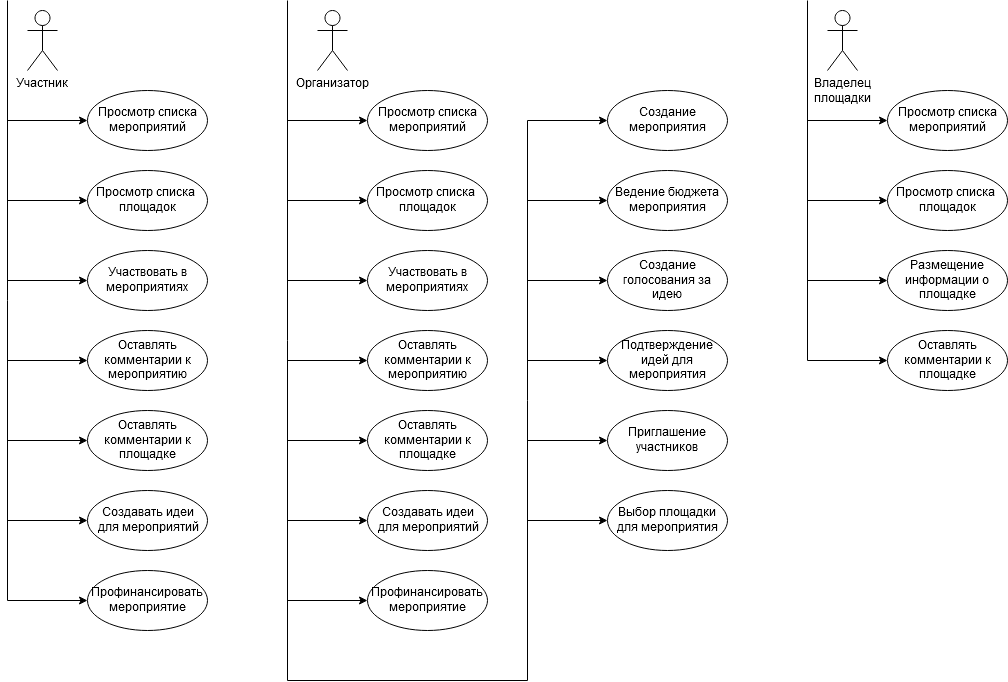 Участник
Просмотр списка
мероприятий
Просмотр списка
площадок
Участвовать в
мероприятиях
Оставлять
комментарии к
мероприятию
Оставлять
комментарии к
площадке
Создавать идеи
для мероприятий
Профинансировать
мероприятие
Организатор
Просмотр списка
мероприятий
Просмотр списка
площадок
Участвовать в
мероприятиях
Оставлять
комментарии к
мероприятию
Оставлять
комментарии к
площадке
Создавать идеи
для мероприятий
Профинансировать
мероприятие
Создание
мероприятия
Ведение бюджета
мероприятия
Создание
голосования за
идею
Подтверждение
идей для
мероприятия
Приглашение
участников
Выбор площадки
для мероприятия
Владелец
площадки
Просмотр списка
мероприятий
Просмотр списка
площадок
Размещение
информации о
площадке
Оставлять
комментарии к
площадке